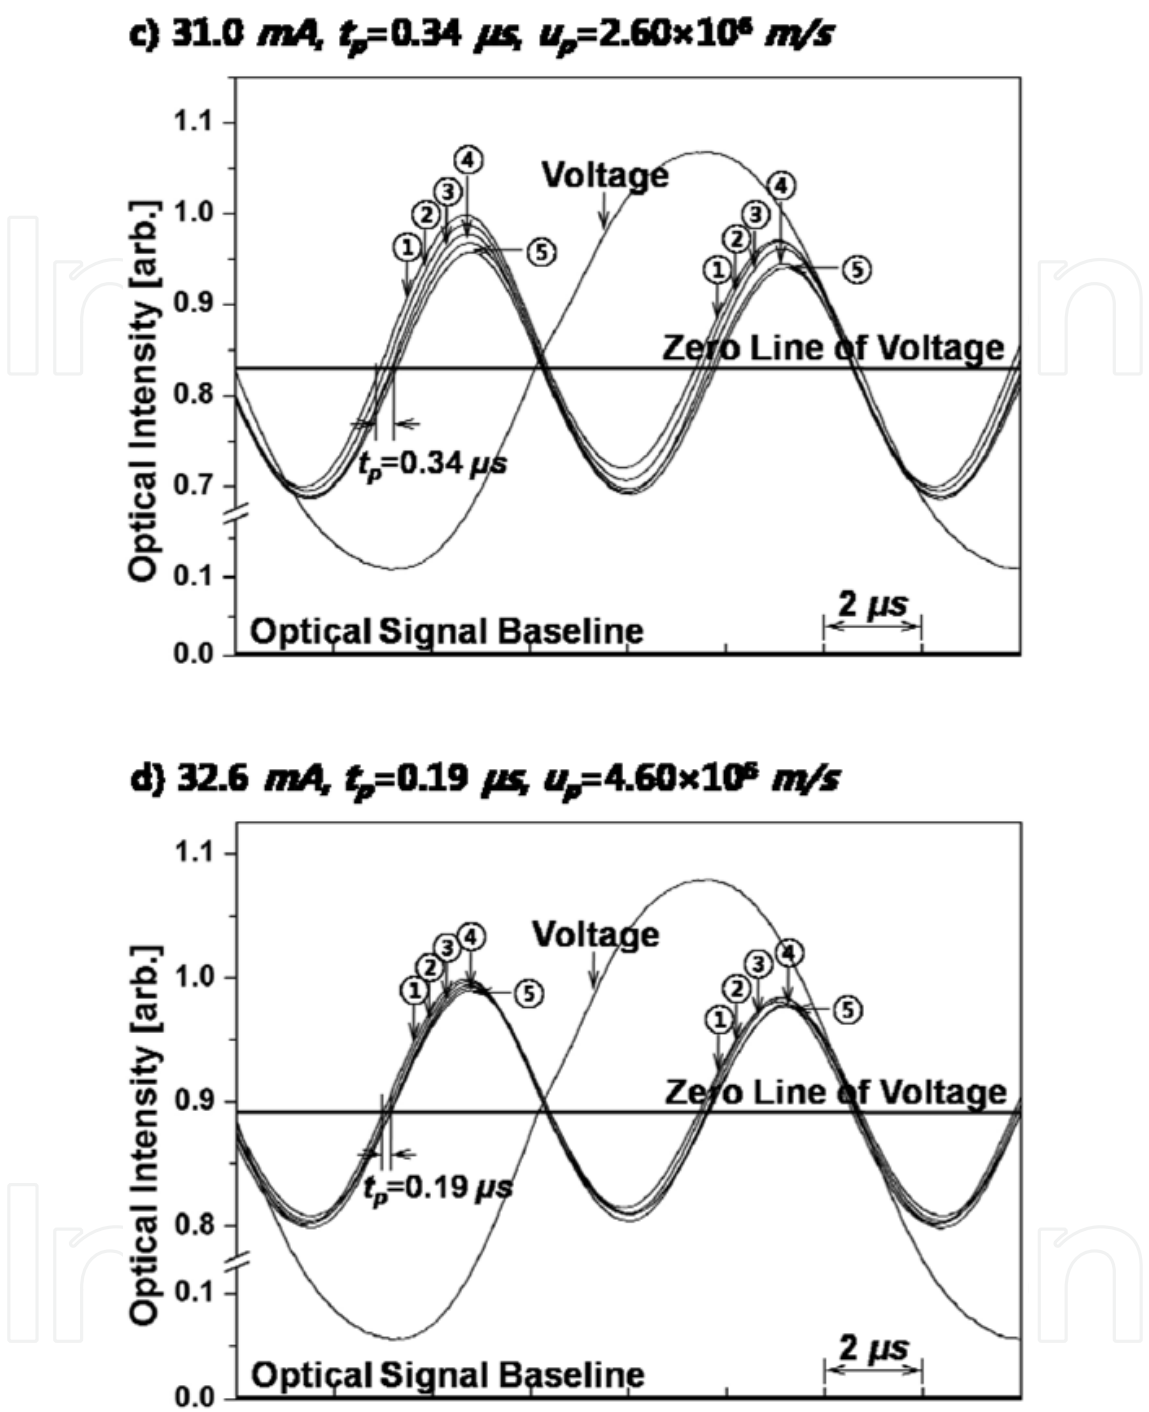 c) 31.0 mA, tₚ=0.34 μs, uₚ=2.60×10⁶ m/s
1.1
1.0
0.9
0.8
0.7
0.1
0.0
Optical Intensity [arb.]
① ② ③ ④ ⑤
Voltage
① ② ③ ④ ⑤
Zero Line of Voltage
tₚ=0.34 μs
2 μs
Optical Signal Baseline
d) 32.6 mA, tₚ=0.19 μs, uₚ=4.60×10⁶ m/s
1.1
1.0
0.9
0.8
0.1
0.0
Optical Intensity [arb.]
① ② ③ ④ ⑤
Voltage
① ② ③ ④ ⑤
Zero Line of Voltage
tₚ=0.19 μs
2 μs
Optical Signal Baseline